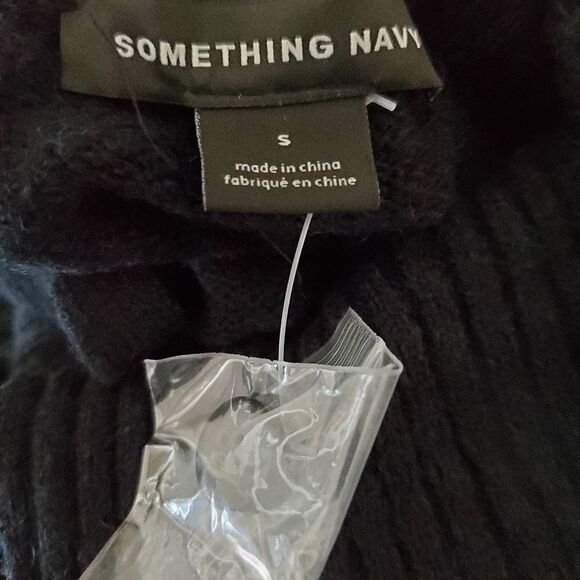 SOMETHING NAVY
S
made in china
fabriqué en chine